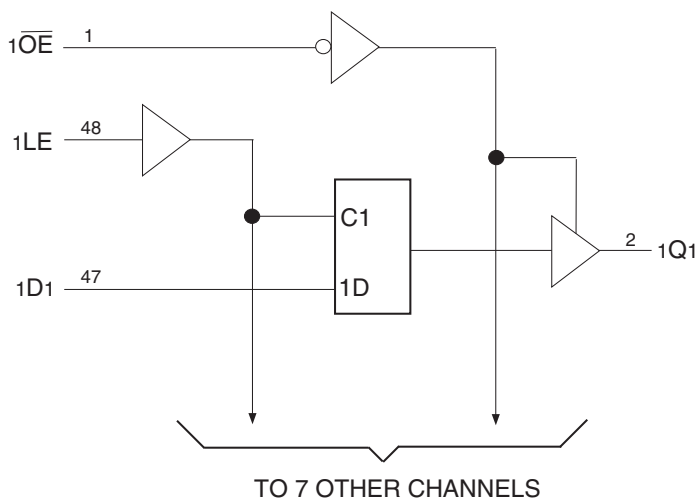 1OE 1
1LE 48
C1
1D
1D1 47
2 1Q1
TO 7 OTHER CHANNELS